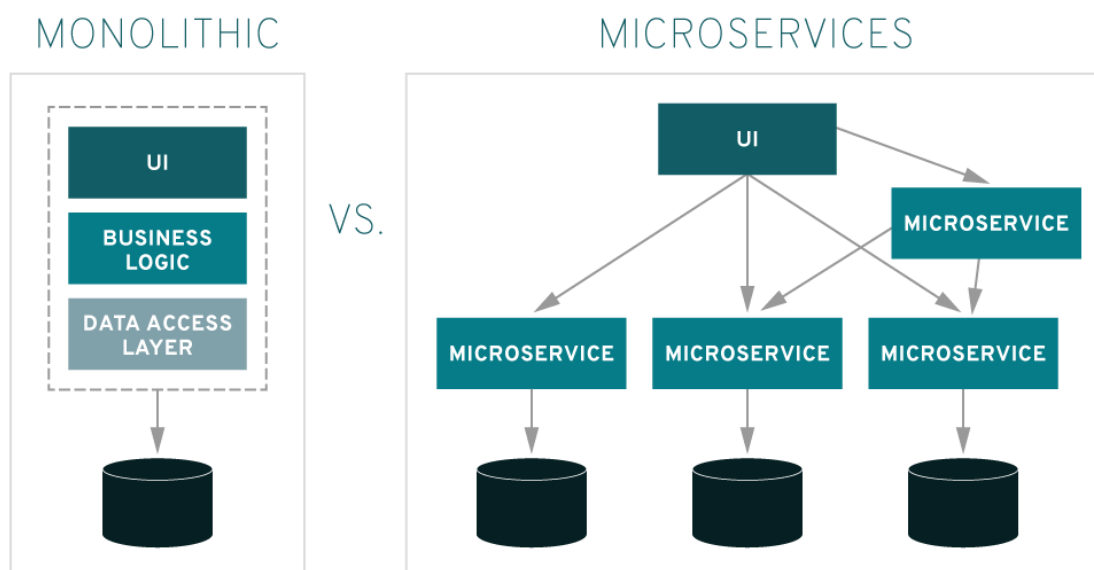 MONOLITHIC
UI
BUSINESS
LOGIC
DATA ACCESS
LAYER
VS.
MICROSERVICES
UI
MICROSERVICE
MICROSERVICE
MICROSERVICE
MICROSERVICE